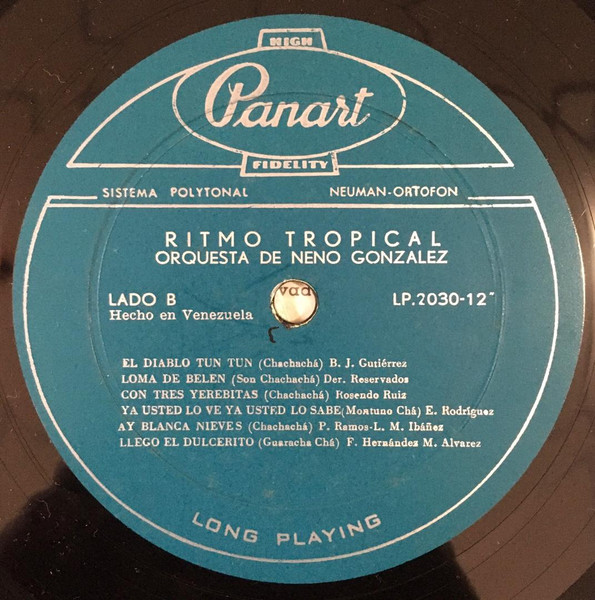 HIGH
Panart
FIDELITY
SISTEMA POLYTONAL NEUMAN-ORTOFON
RITMO TROPICAL
ORQUESTA DE NENO GONZALEZ
LADO B LP.2030-12"
Hecho en Venezuela
EL DIABLO TUN TUN (Chachachá) B. J. Gutiérrez
LOMA DE BELEN (Son Chachachá) Der. Reservados
CON TRES YEREBITAS (Chachachá) Rosendo Ruiz
YA USTED LO VE YA USTED LO SABE (Montuno Chá) E. Rodríguez
AY BLANCA NIEVES (Chachachá) P. Ramos-L. M. Ibáñez
LLEGO EL DULCERITO (Guaracha Chá) F. Hernández M. Alvarez
LONG PLAYING